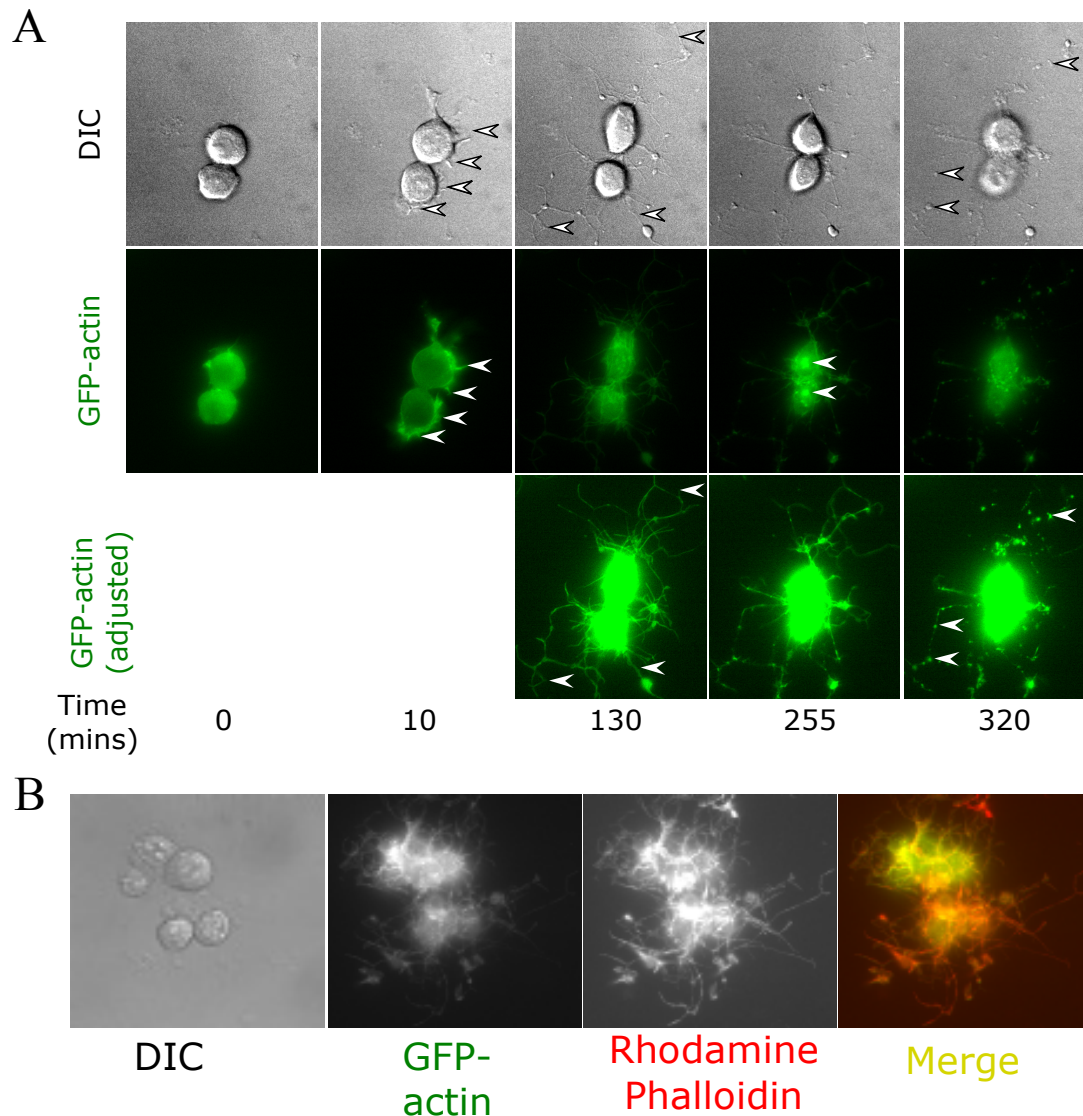 A
DIC
GFP-actin
GFP-actin
(adjusted)
Time
(mins)
0
10
130
255
320
B
DIC
GFP-
actin
Rhodamine
Phalloidin
Merge